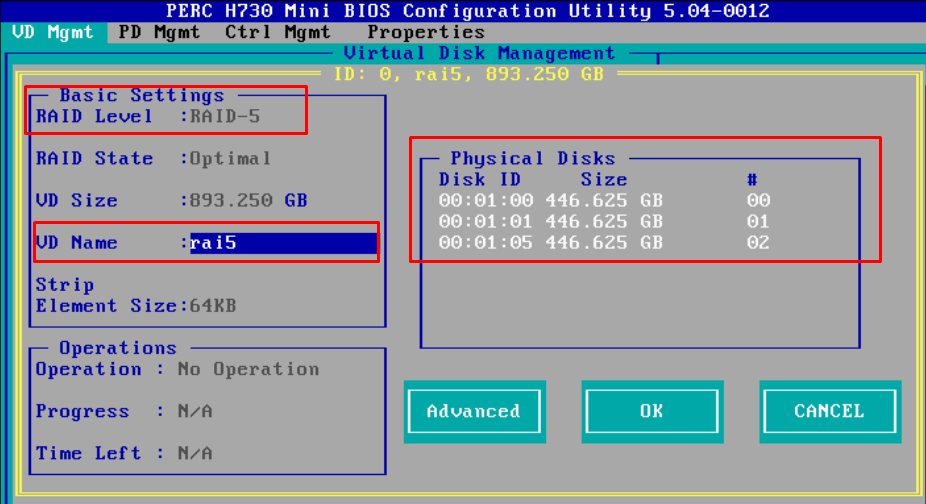 PERC H730 Mini BIOS Configuration Utility 5.04-0012
VD Mgmt PD Mgmt Ctrl Mgmt Properties
Virtual Disk Management
ID: 0, rai5, 893.250 GB
Basic Settings
RAID Level :RAID-5
RAID State :Optimal
VD Size :893.250 GB
VD Name :rai5
Strip
Element Size:64KB
Physical Disks
Disk ID Size #
00:01:00 446.625 GB 00
00:01:01 446.625 GB 01
00:01:05 446.625 GB 02
Operations
Operation : No Operation
Progress : N/A
Time Left : N/A
Advanced OK CANCEL